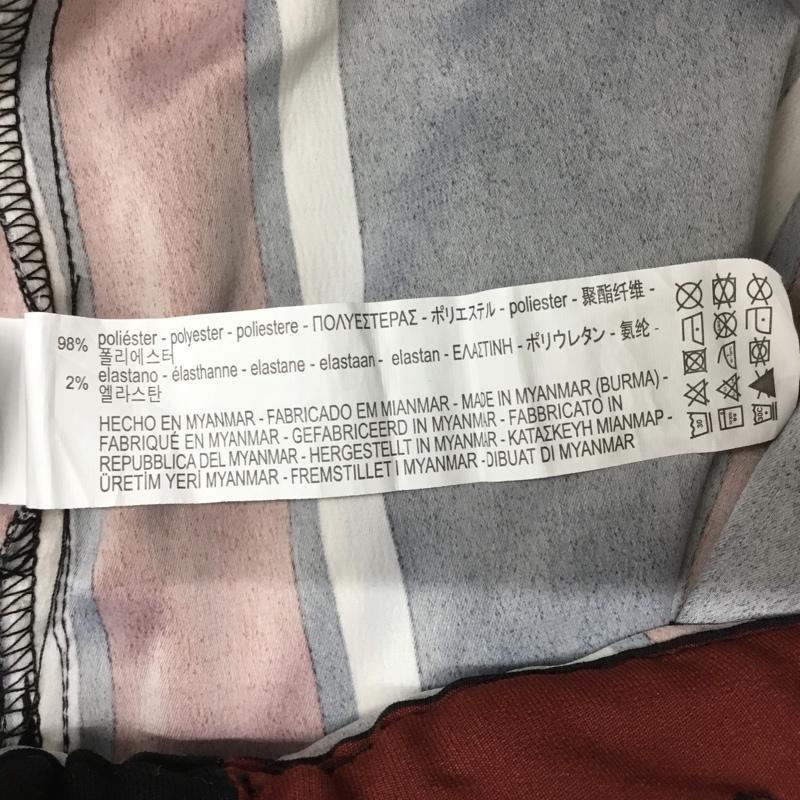 98% poliéster - polyester - poliestere - ΠΟΛΥΕΣΤΕΡΑΣ - ポリエステル - poliester - 聚酯纤维 -
폴리에스터
2% elastano - élasthanne - elastane - elastaan - elastan - ΕΛΑΣΤΙΝΗ - ポリウレタン - 氨纶 -
엘라스탄
HECHO EN MYANMAR - FABRICADO EM MIANMAR - MADE IN MYANMAR (BURMA) -
FABRIQUÉ EN MYANMAR - GEFABRICEERD IN MYANMAR - FABBRICATO IN
REPUBBLICA DEL MYANMAR - HERGESTELLT IN MYANMAR - ΚΑΤΑΣΚΕΥΗ ΜΙΑΝΜΑΡ -
ÜRETİM YERİ MYANMAR - FREMSTILLET I MYANMAR - DIBUAT DI MYANMAR